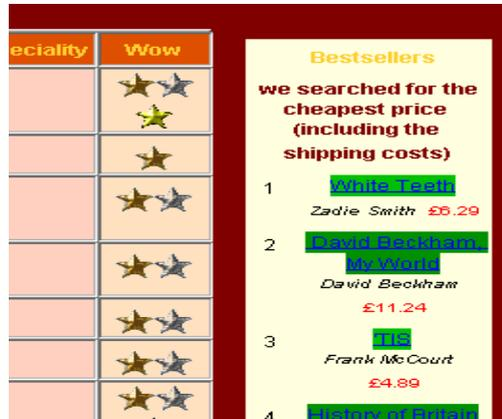 eciality Wow
Bestsellers
we searched for the
cheapest price
(including the
shipping costs)
1 White Teeth
Zadie Smith £6.29
2 David Beckham,
My World
David Beckham
£11.24
3 'TIS
Frank McCourt
£4.89
4 History of Britain